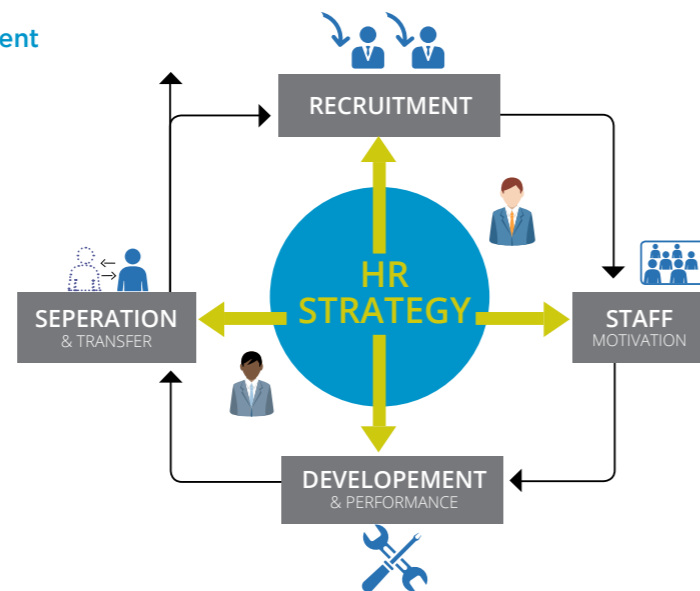 ent
RECRUITMENT
HR
STRATEGY
SEPERATION
& TRANSFER
STAFF
MOTIVATION
DEVELOPEMENT
& PERFORMANCE